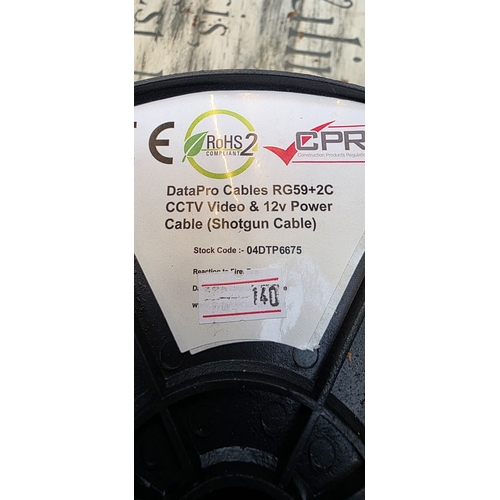 CE
RoHS2
COMPLIANT
CPR
Construction Products Regulation
DataPro Cables RG59+2C
CCTV Video & 12v Power
Cable (Shotgun Cable)
Stock Code :- 04DTP6675
Reaction to Fire
140